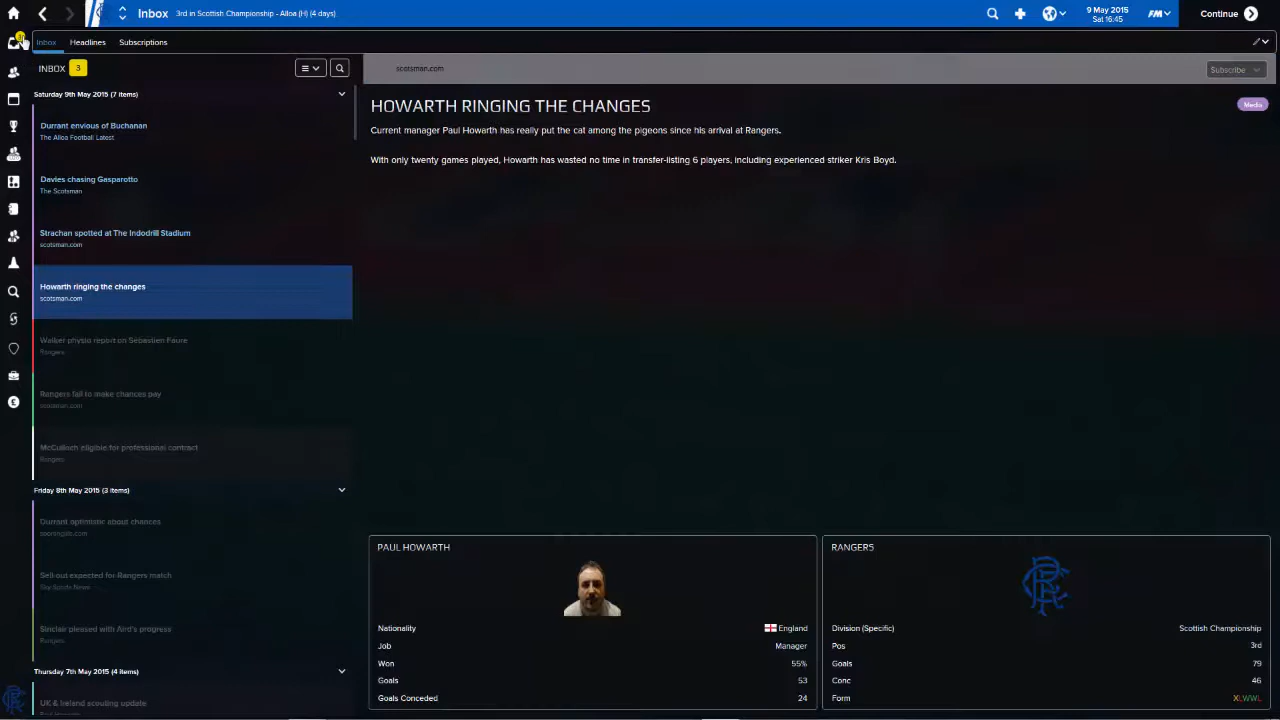 Inbox
3rd in Scottish Championship - Alloa (H) (4 days)
9 May 2015
Sat 16:45
FM
Continue
Inbox
Headlines
Subscriptions
INBOX 3
scotsman.com
Subscribe
Saturday 9th May 2015 (7 items)
Durrant envious of Buchanan
The Alloa Football Latest
Davies chasing Gasparotto
The Scotsman
Strachan spotted at The Indodrill Stadium
scotsman.com
Howarth ringing the changes
scotsman.com
Walker physio report on Sébastien Faure
Rangers
Rangers fail to make chances pay
scotsman.com
McCulloch eligible for professional contract
Rangers
Friday 8th May 2015 (3 items)
Durrant optimistic about chances
sportinglife.com
Sell-out expected for Rangers match
Sky Sports News
Sinclair pleased with Aird's progress
Rangers
Thursday 7th May 2015 (4 items)
UK & Ireland scouting update
HOWARTH RINGING THE CHANGES
Media
Current manager Paul Howarth has really put the cat among the pigeons since his arrival at Rangers.
With only twenty games played, Howarth has wasted no time in transfer-listing 6 players, including experienced striker Kris Boyd.
PAUL HOWARTH
Nationality England
Job Manager
Won 55%
Goals 53
Goals Conceded 24
RANGERS
Division (Specific) Scottish Championship
Pos 3rd
Goals 79
Conc 46
Form XLWWL